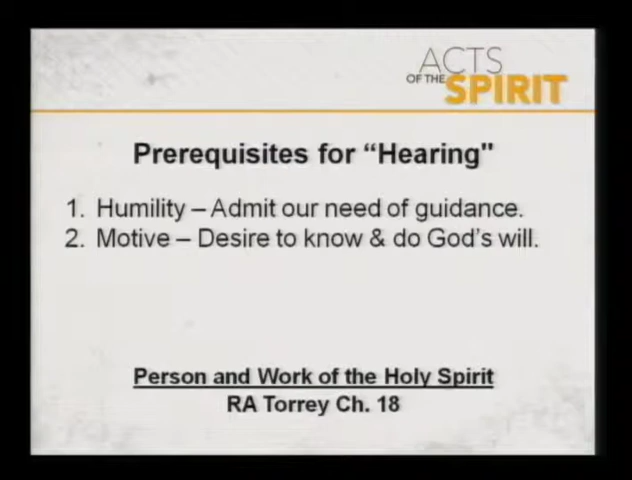 ACTS
OF THE SPIRIT
Prerequisites for “Hearing"
1. Humility – Admit our need of guidance.
2. Motive – Desire to know & do God’s will.
Person and Work of the Holy Spirit
RA Torrey Ch. 18